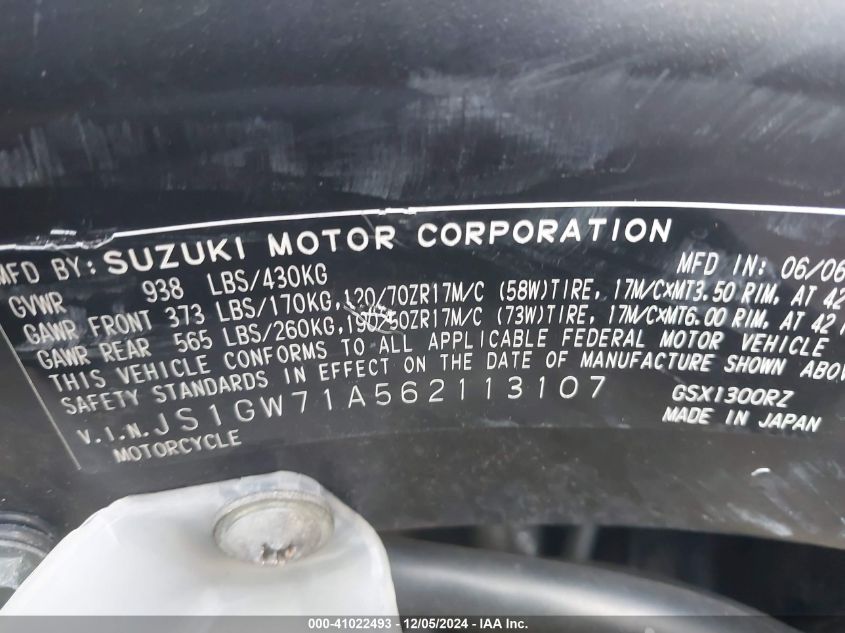 MFD BY: SUZUKI MOTOR CORPORATION MFD IN: 06/06
GVWR 938 LBS/430KG
GAWR FRONT 373 LBS/170KG, 120/70ZR17M/C (58W)TIRE, 17M/C×MT3.50 RIM, AT 42
GAWR REAR 565 LBS/260KG, 190/50ZR17M/C (73W)TIRE, 17M/C×MT6.00 RIM, AT 42
THIS VEHICLE CONFORMS TO ALL APPLICABLE FEDERAL MOTOR VEHICLE
SAFETY STANDARDS IN EFFECT ON THE DATE OF MANUFACTURE SHOWN ABOV
V.I.N. JS1GW71A562113107 GSX1300RZ
MOTORCYCLE MADE IN JAPAN
000-41022493 - 12/05/2024 - IAA Inc.